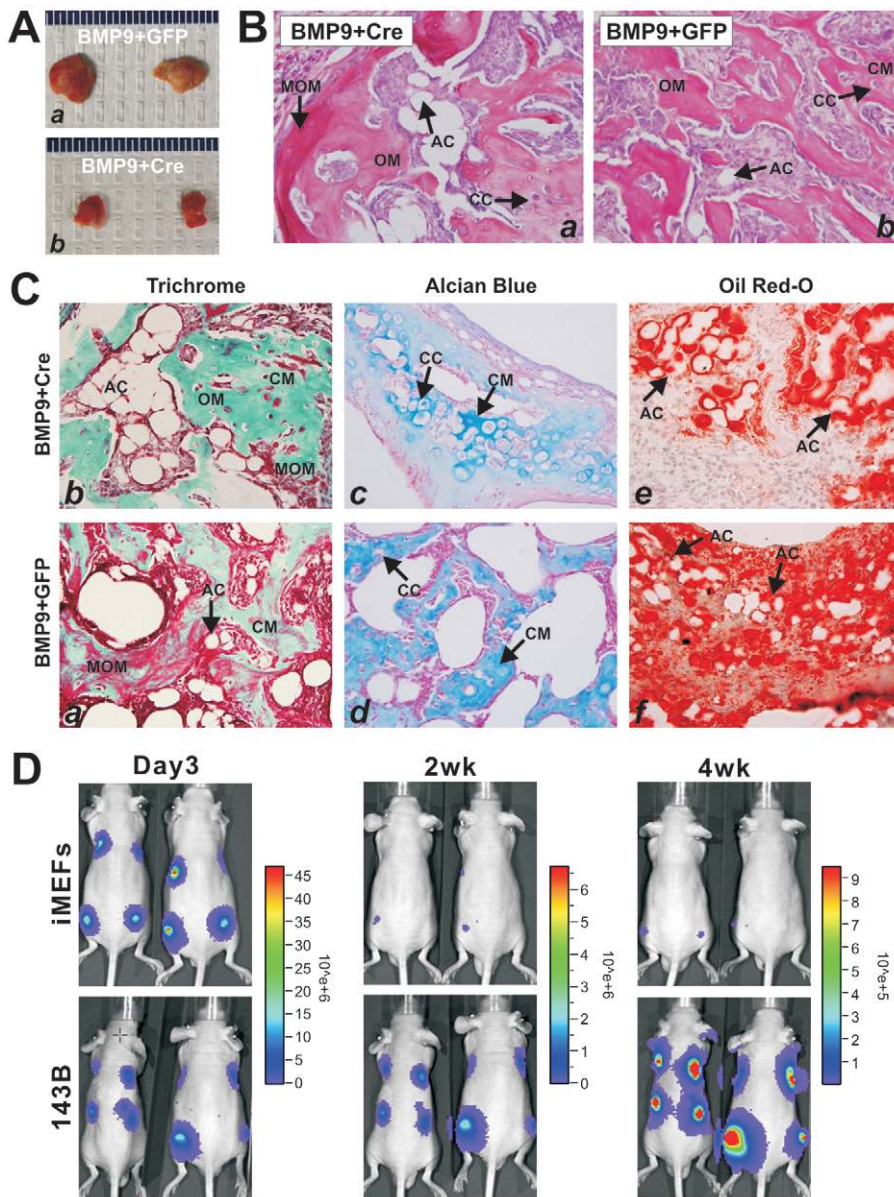 A
BMP9+GFP
a
BMP9+Cre
b
B
BMP9+Cre
MOM
AC
OM
CC
a
BMP9+GFP
OM
CM
CC
AC
b
C
Trichrome
Alcian Blue
Oil Red-O
BMP9+Cre
AC
OM
CM
MOM
b
CC
CM
c
AC
AC
e
BMP9+GFP
AC
CM
MOM
a
CC
CM
d
AC
AC
f
D
Day3
2wk
4wk
iMEFs
143B
45
40
35
30
25
20
15
10
5
0
10^e+6
6
5
4
3
2
1
0
10^e+6
9
8
7
6
5
4
3
2
1
10^e+5